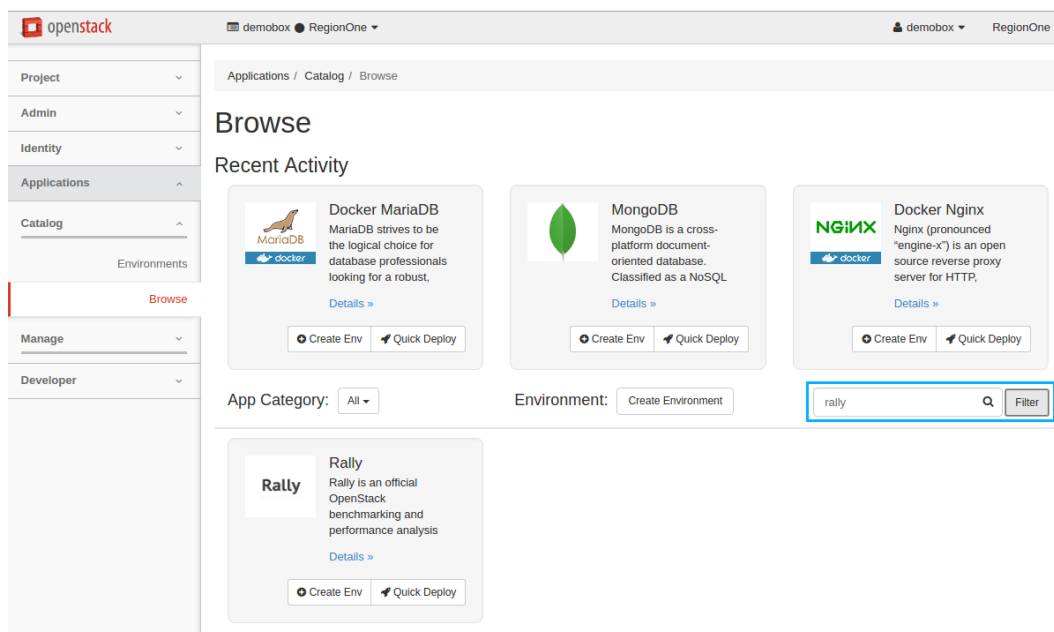 openstack
demobox RegionOne
demobox RegionOne
Project
Admin
Identity
Applications
Catalog
Environments
Browse
Manage
Developer
Applications / Catalog / Browse
Browse
Recent Activity
MariaDB
docker
Docker MariaDB
MariaDB strives to be
the logical choice for
database professionals
looking for a robust,
Details »
Create Env Quick Deploy
MongoDB
MongoDB is a cross-
platform document-
oriented database.
Classified as a NoSQL
Details »
Create Env Quick Deploy
NGiNX
docker
Docker Nginx
Nginx (pronounced
“engine-x”) is an open
source reverse proxy
server for HTTP,
Details »
Create Env Quick Deploy
App Category: All
Environment: Create Environment
rally Filter
Rally
Rally
Rally is an official
OpenStack
benchmarking and
performance analysis
Details »
Create Env Quick Deploy